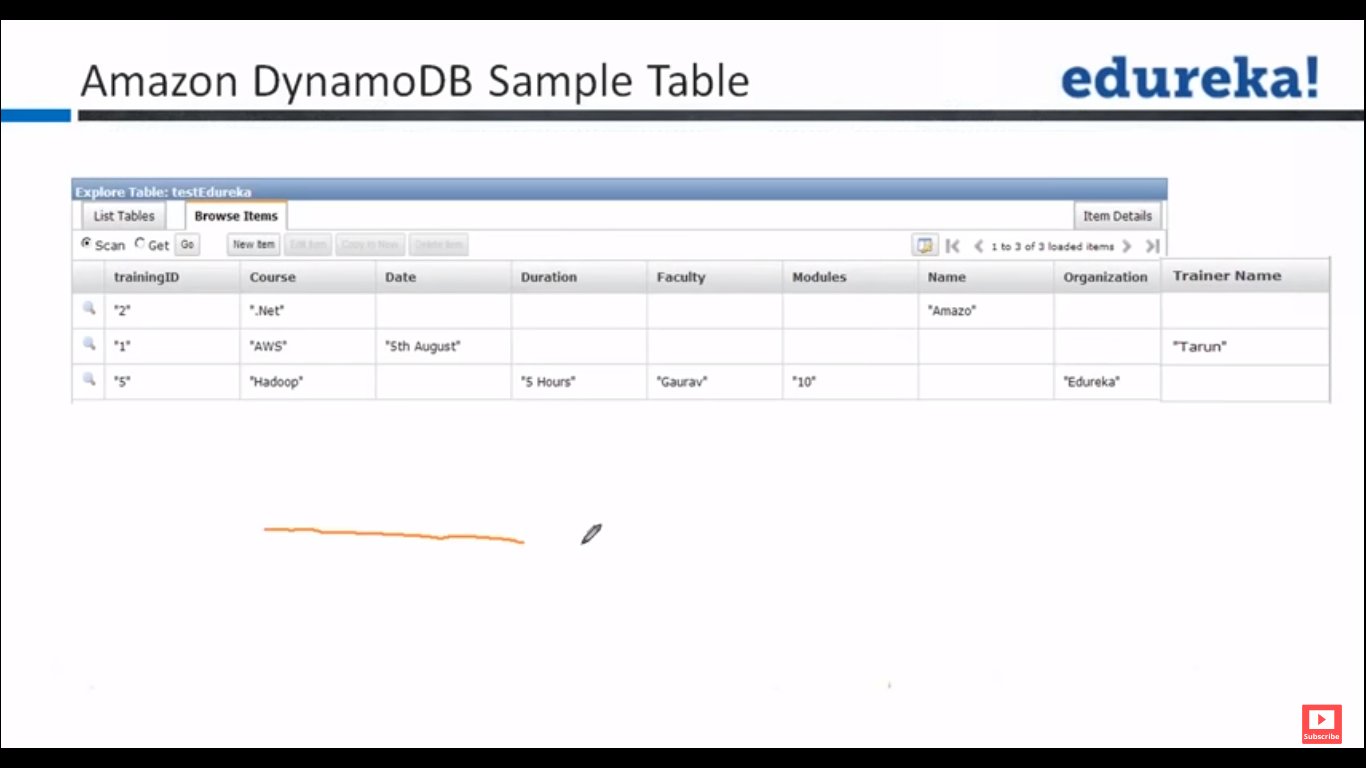 Amazon DynamoDB Sample Table
edureka!
Explore Table: testEdureka
List Tables Browse Items Item Details
Scan Get Go New Item Edit Item Copy to New Delete Item 1 to 3 of 3 loaded items
trainingID Course Date Duration Faculty Modules Name Organization Trainer Name
"2" ".Net" "Amazo"
"1" "AWS" "5th August" "Tarun"
"5" "Hadoop" "5 Hours" "Gaurav" "10" "Edureka"
Subscribe